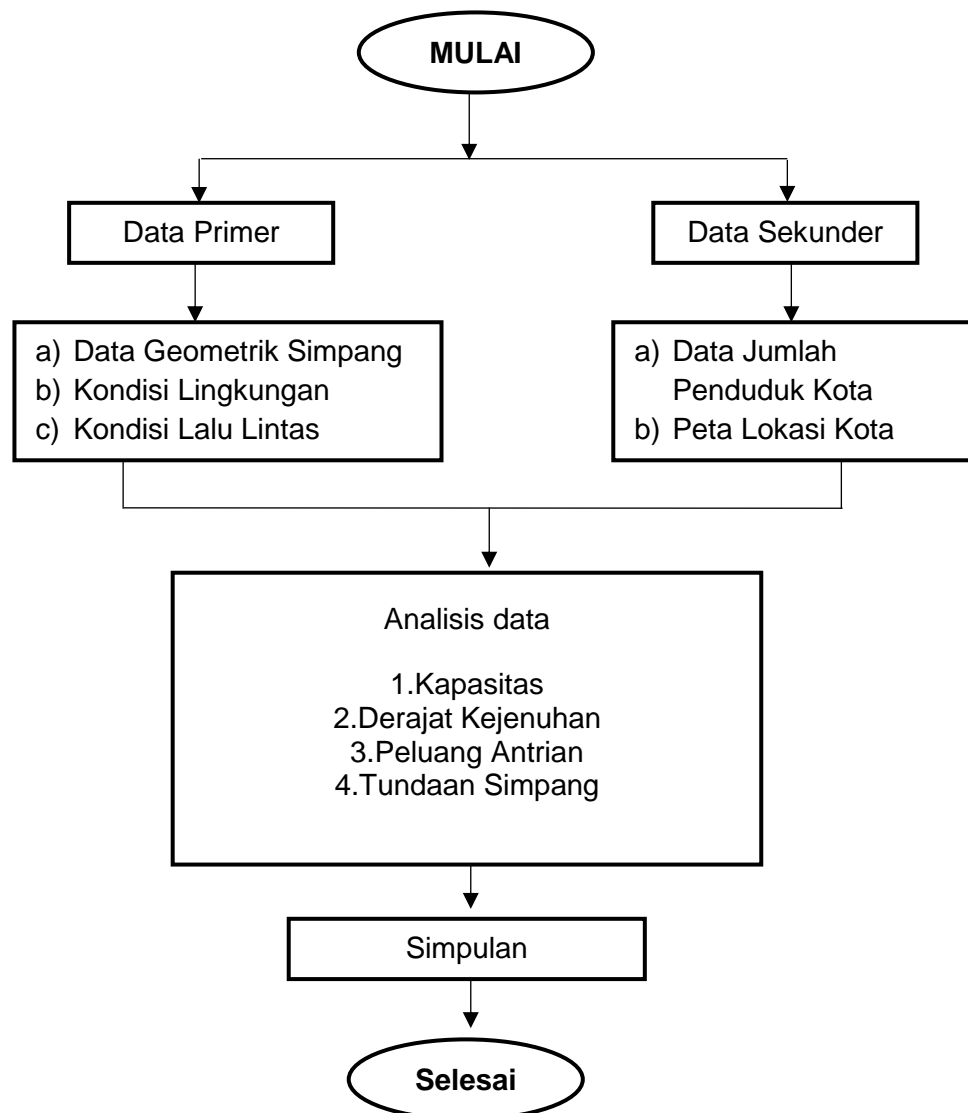 MULAI
Data Primer
Data Sekunder
a) Data Geometrik Simpang
b) Kondisi Lingkungan
c) Kondisi Lalu Lintas
a) Data Jumlah
Penduduk Kota
b) Peta Lokasi Kota
Analisis data
1.Kapasitas
2.Derajat Kejenuhan
3.Peluang Antrian
4.Tundaan Simpang
Simpulan
Selesai